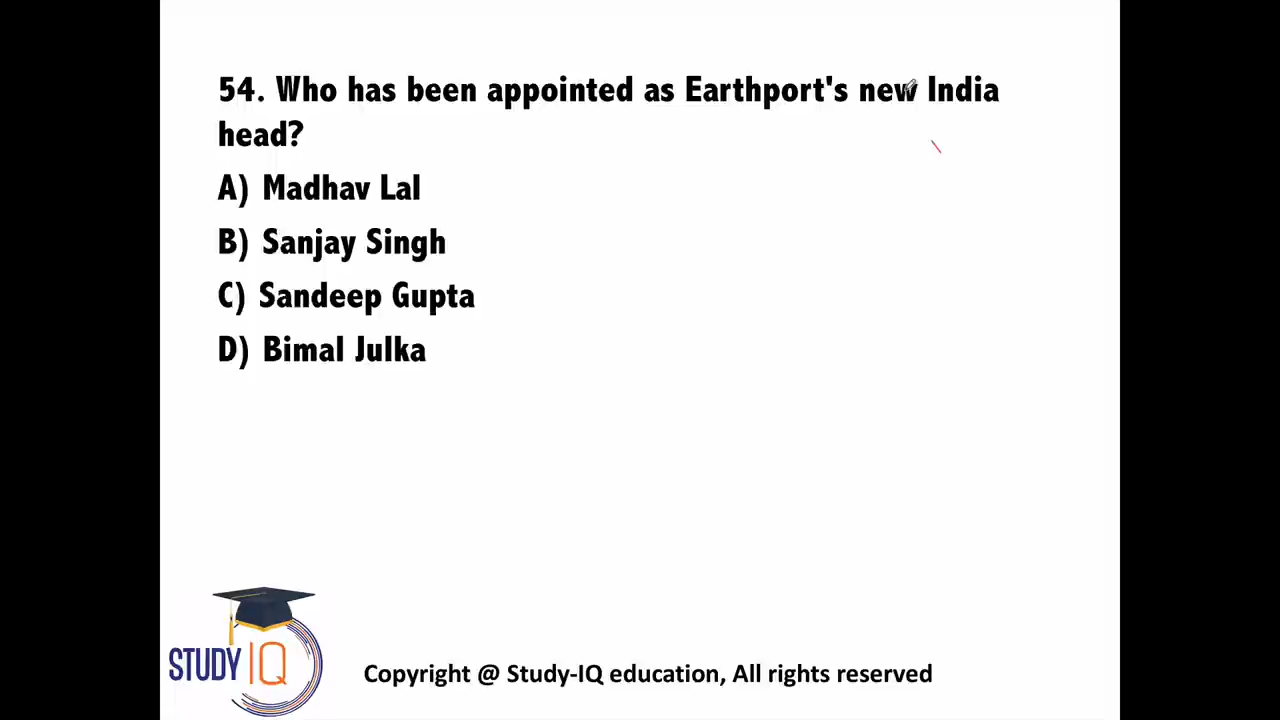 54. Who has been appointed as Earthport's new India
head?
A) Madhav Lal
B) Sanjay Singh
C) Sandeep Gupta
D) Bimal Julka
STUDY IQ
Copyright @ Study-IQ education, All rights reserved